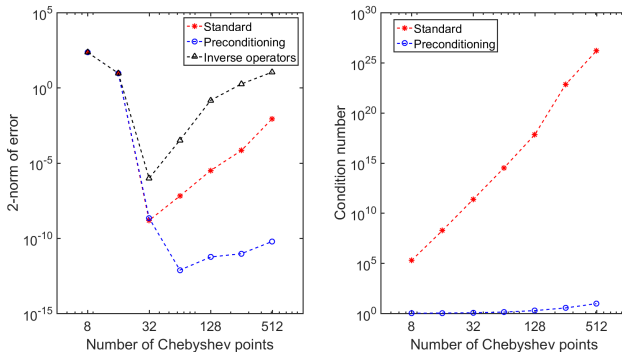 Standard
Preconditioning
Inverse operators
10^0
10^-5
10^-10
10^-15
2-norm of error
8
32
128
512
Number of Chebyshev points
Standard
Preconditioning
10^30
10^25
10^20
10^15
10^10
10^5
10^0
Condition number
8
32
128
512
Number of Chebyshev points